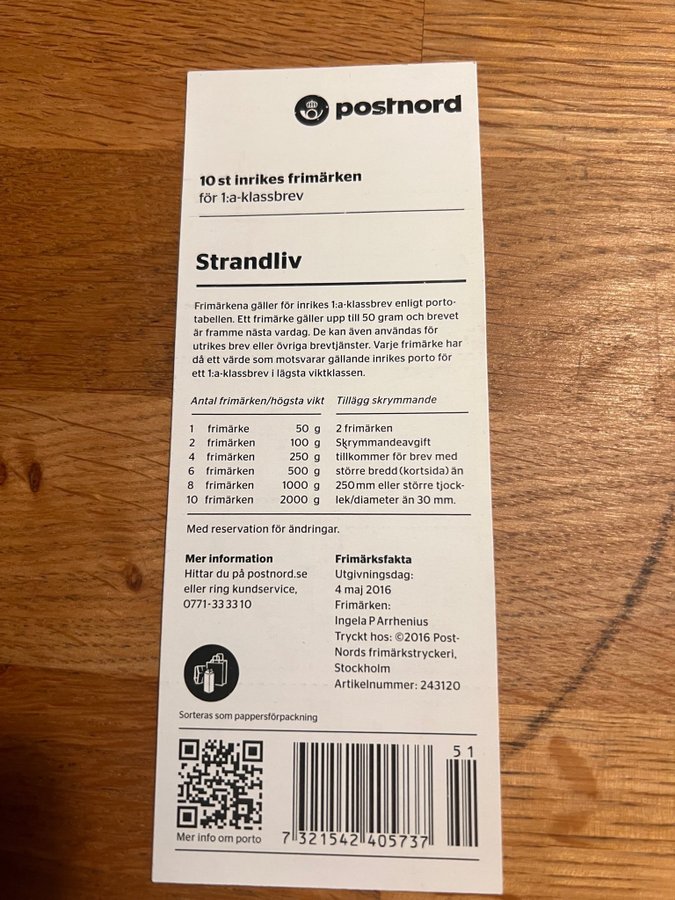 postnord
10 st inrikes frimärken
för 1:a-klassbrev
Strandliv
Frimärkena gäller för inrikes 1:a-klassbrev enligt porto-
tabellen. Ett frimärke gäller upp till 50 gram och brevet
är framme nästa vardag. De kan även användas för
utrikes brev eller övriga brevtjänster. Varje frimärke har
då ett värde som motsvarar gällande inrikes porto för
ett 1:a-klassbrev i lägsta viktklassen.
Antal frimärken/högsta vikt
1 frimärke 50 g
2 frimärken 100 g
4 frimärken 250 g
6 frimärken 500 g
8 frimärken 1000 g
10 frimärken 2000 g
Tillägg skrymmande
2 frimärken
Skrymmandeavgift
tillkommer för brev med
större bredd (kortsida) än
250 mm eller större tjock-
lek/diameter än 30 mm.
Med reservation för ändringar.
Mer information
Hittar du på postnord.se
eller ring kundservice,
0771-33 33 10
Frimärksfakta
Utgivningsdag:
4 maj 2016
Frimärken:
Ingela P Arrhenius
Tryckt hos: ©2016 Post-
Nords frimärkstryckeri,
Stockholm
Artikelnummer: 243120
Sorteras som pappersförpackning
Mer info om porto
7 321542 405737
51